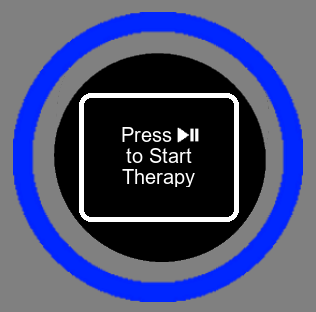 Press ⏯
to Start
Therapy